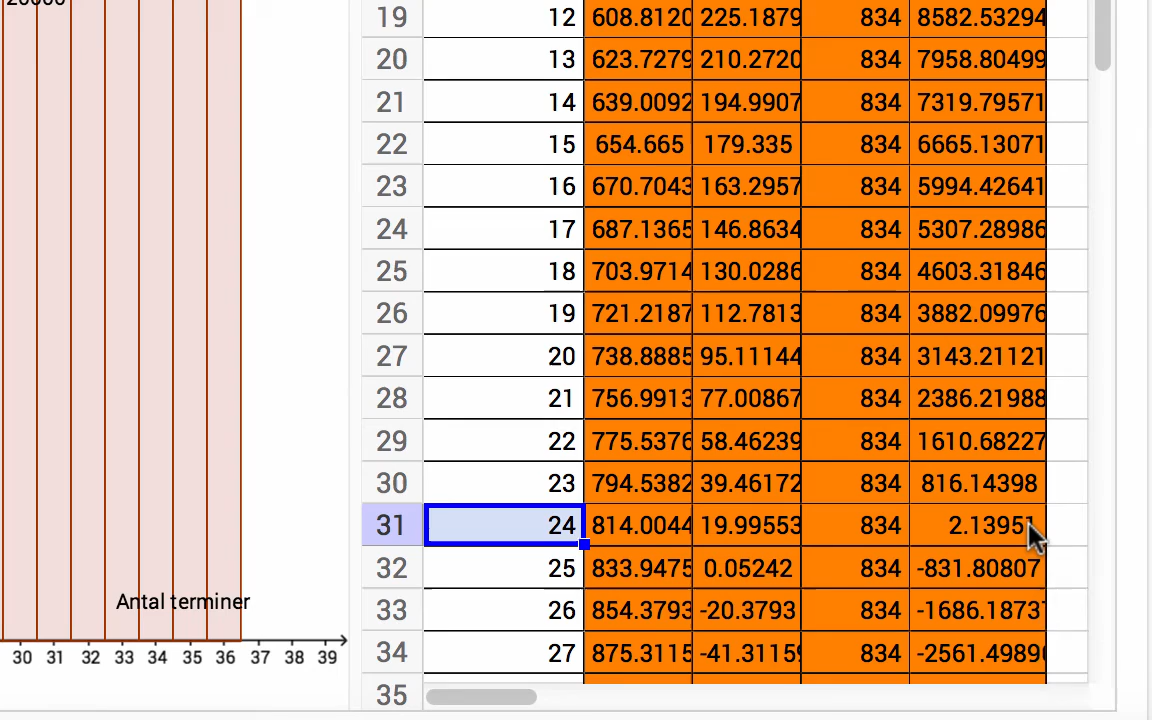 19 12 608.8120 225.1879 834 8582.53294
20 13 623.7279 210.2720 834 7958.80499
21 14 639.0092 194.9907 834 7319.79571
22 15 654.665 179.335 834 6665.13071
23 16 670.7043 163.2957 834 5994.42641
24 17 687.1365 146.8634 834 5307.28986
25 18 703.9714 130.0286 834 4603.31846
26 19 721.2187 112.7813 834 3882.09976
27 20 738.8885 95.11144 834 3143.21121
28 21 756.9913 77.00867 834 2386.21988
29 22 775.5376 58.46239 834 1610.68227
30 23 794.5382 39.46172 834 816.14398
31 24 814.0044 19.99553 834 2.13951
32 25 833.9475 0.05242 834 -831.80807
33 26 854.3793 -20.3793 834 -1686.1873
34 27 875.3115 -41.3115 834 -2561.4989
35
Antal terminer
30 31 32 33 34 35 36 37 38 39